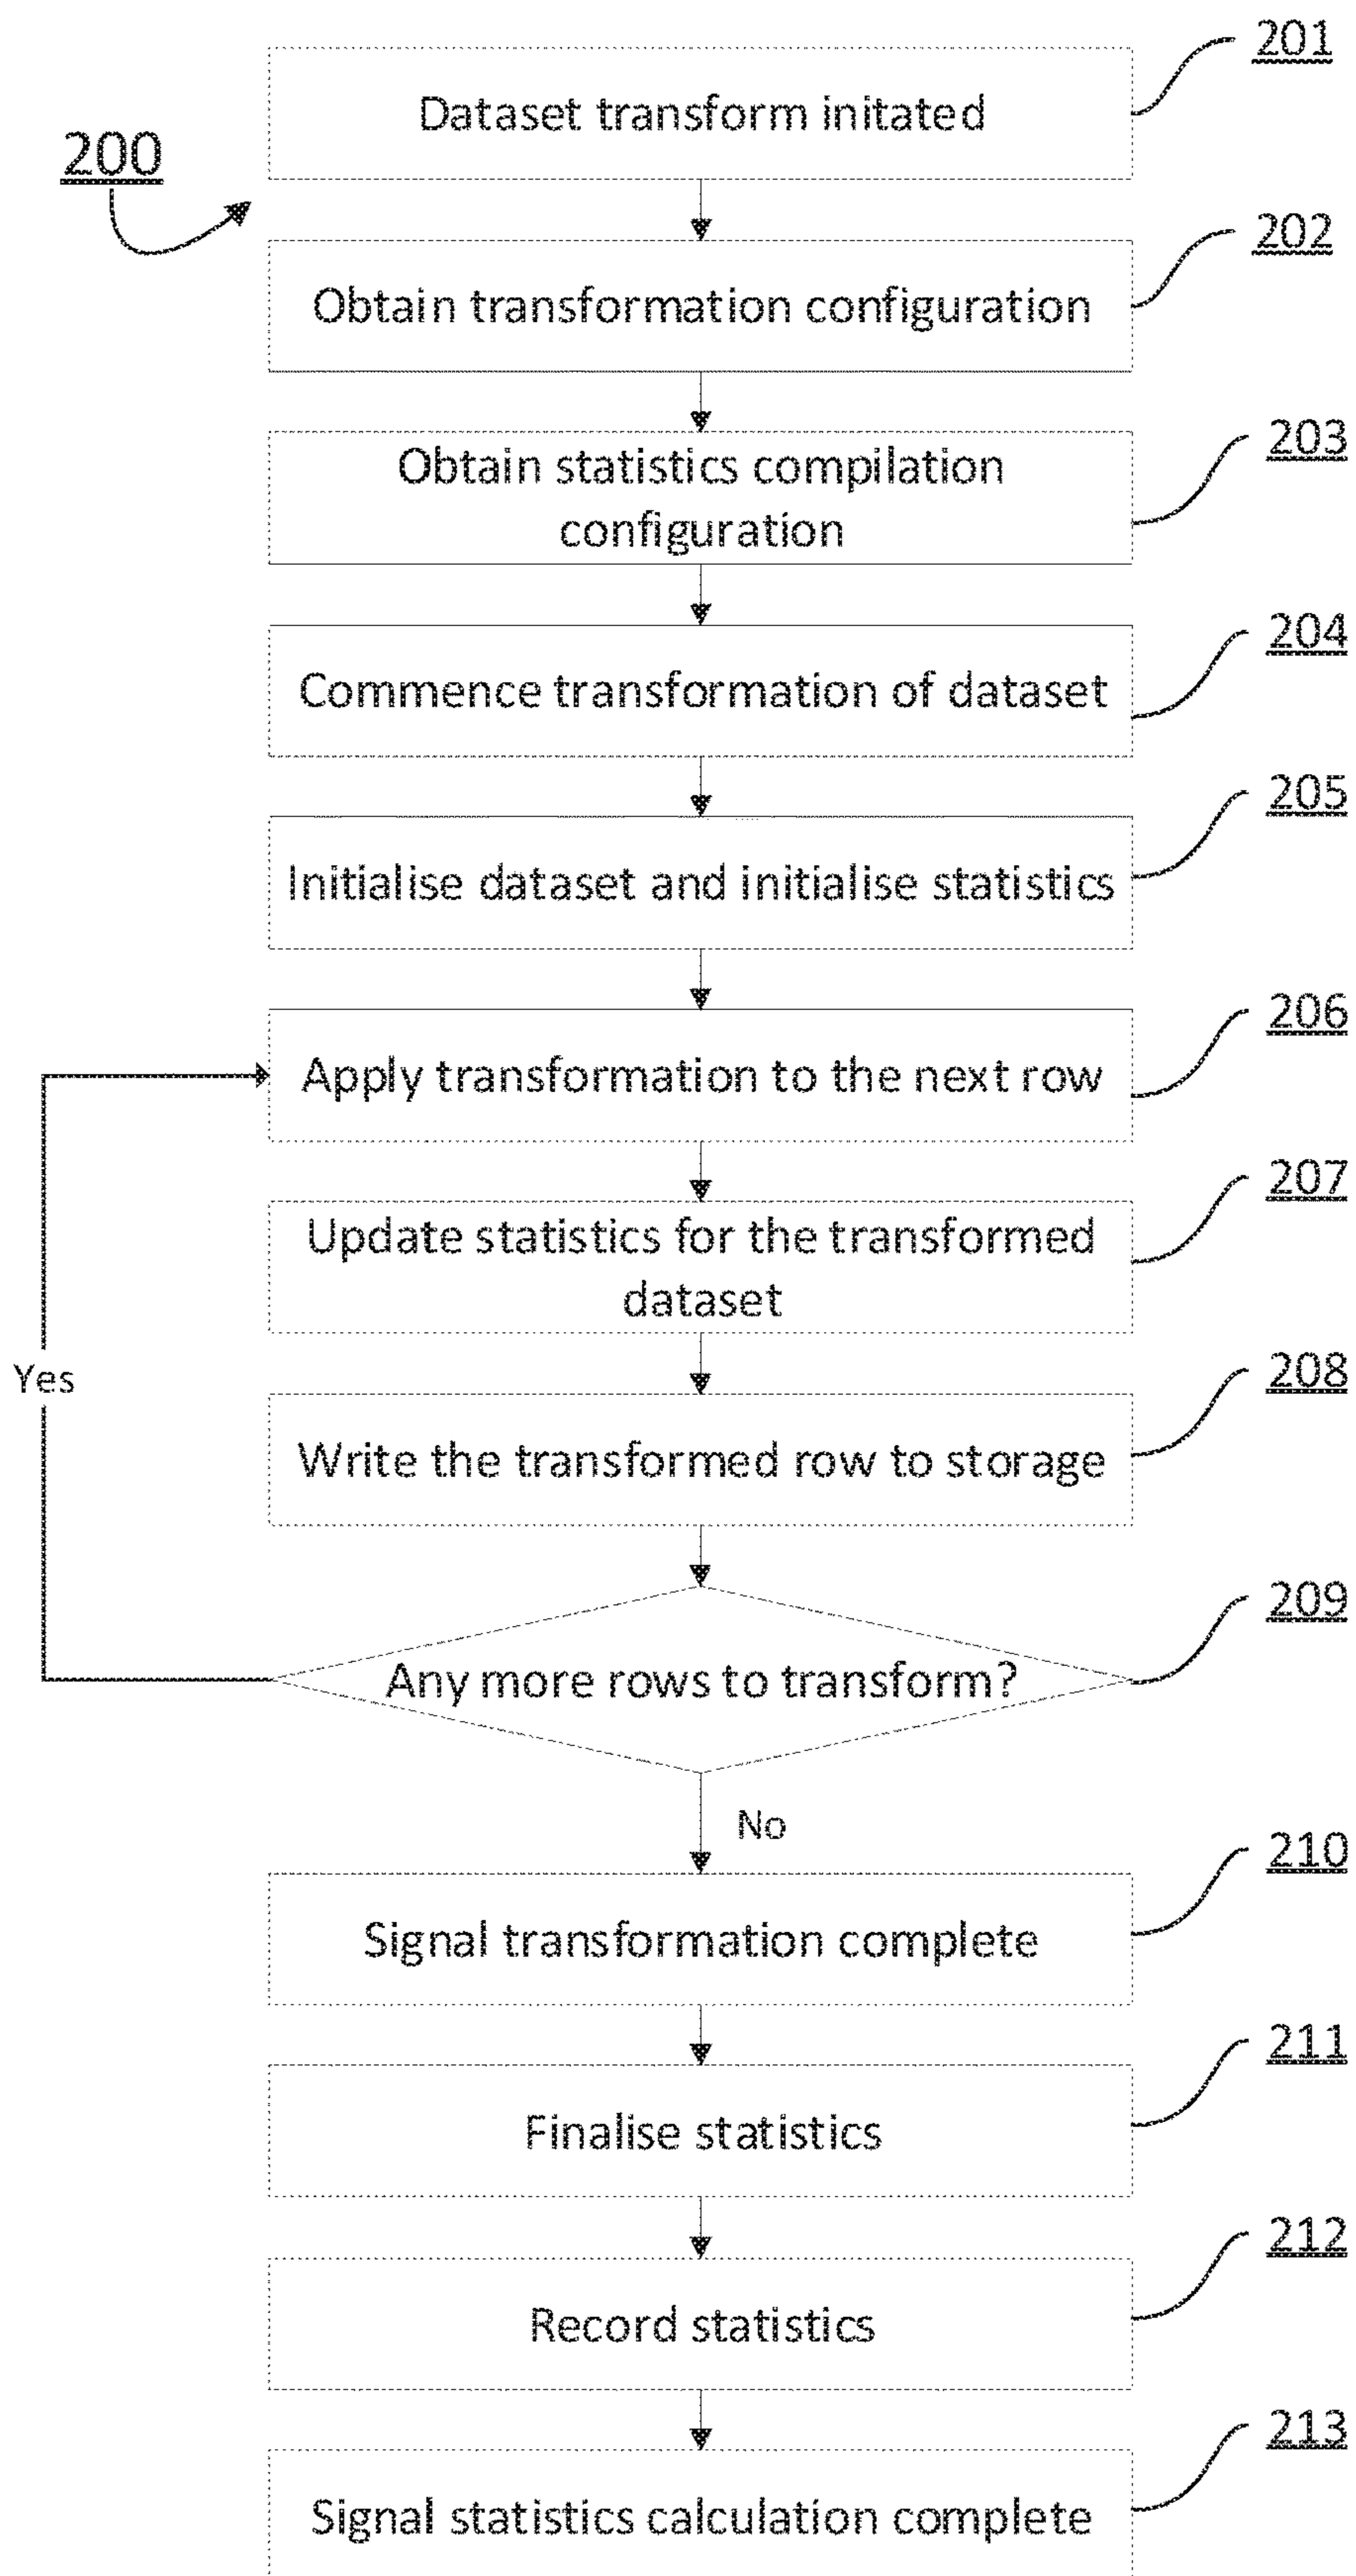 201
Dataset transform initated
200
202
Obtain transformation configuration
203
Obtain statistics compilation
configuration
204
Commence transformation of dataset
205
Initialise dataset and initialise statistics
206
Apply transformation to the next row
207
Update statistics for the transformed
dataset
Yes
208
Write the transformed row to storage
209
Any more rows to transform?
No
210
Signal transformation complete
211
Finalise statistics
212
Record statistics
213
Signal statistics calculation complete